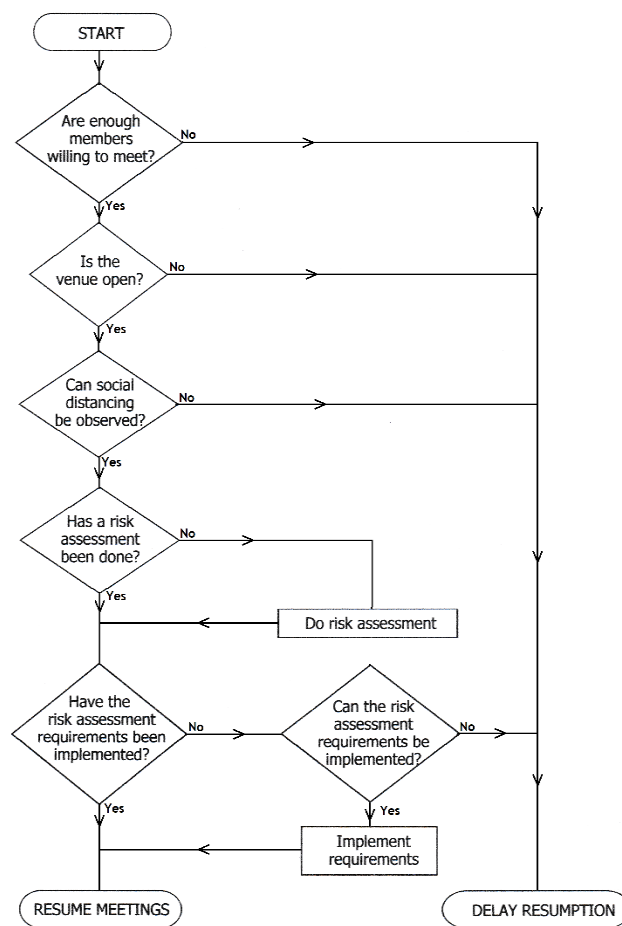 START
Are enough
members
willing to meet?
No
Yes
Is the
venue open?
No
Yes
Can social
distancing
be observed?
No
Yes
Has a risk
assessment
been done?
No
Yes
Do risk assessment
Have the
risk assessment
requirements been
implemented?
No
Can the risk
assessment
requirements be
implemented?
No
Yes
Yes
Implement
requirements
RESUME MEETINGS
DELAY RESUMPTION